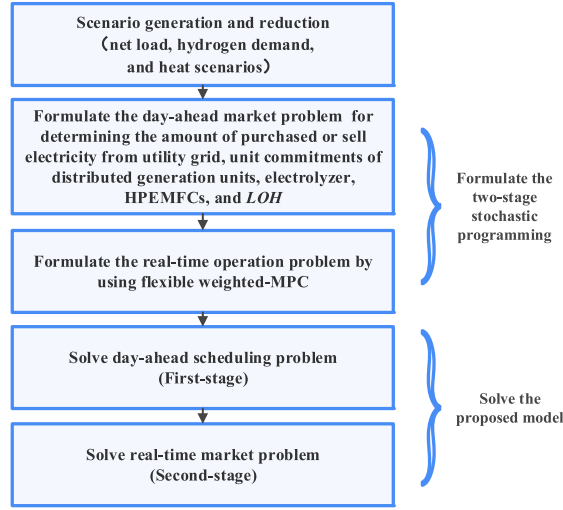 Scenario generation and reduction
（net load, hydrogen demand,
and heat scenarios）
Formulate the day-ahead market problem for
determining the amount of purchased or sell
electricity from utility grid, unit commitments of
distributed generation units, electrolyzer,
HPEMFCs, and LOH
Formulate the real-time operation problem by
using flexible weighted-MPC
Formulate the
two-stage
stochastic
programming
Solve day-ahead scheduling problem
(First-stage)
Solve real-time market problem
(Second-stage)
Solve the
proposed model